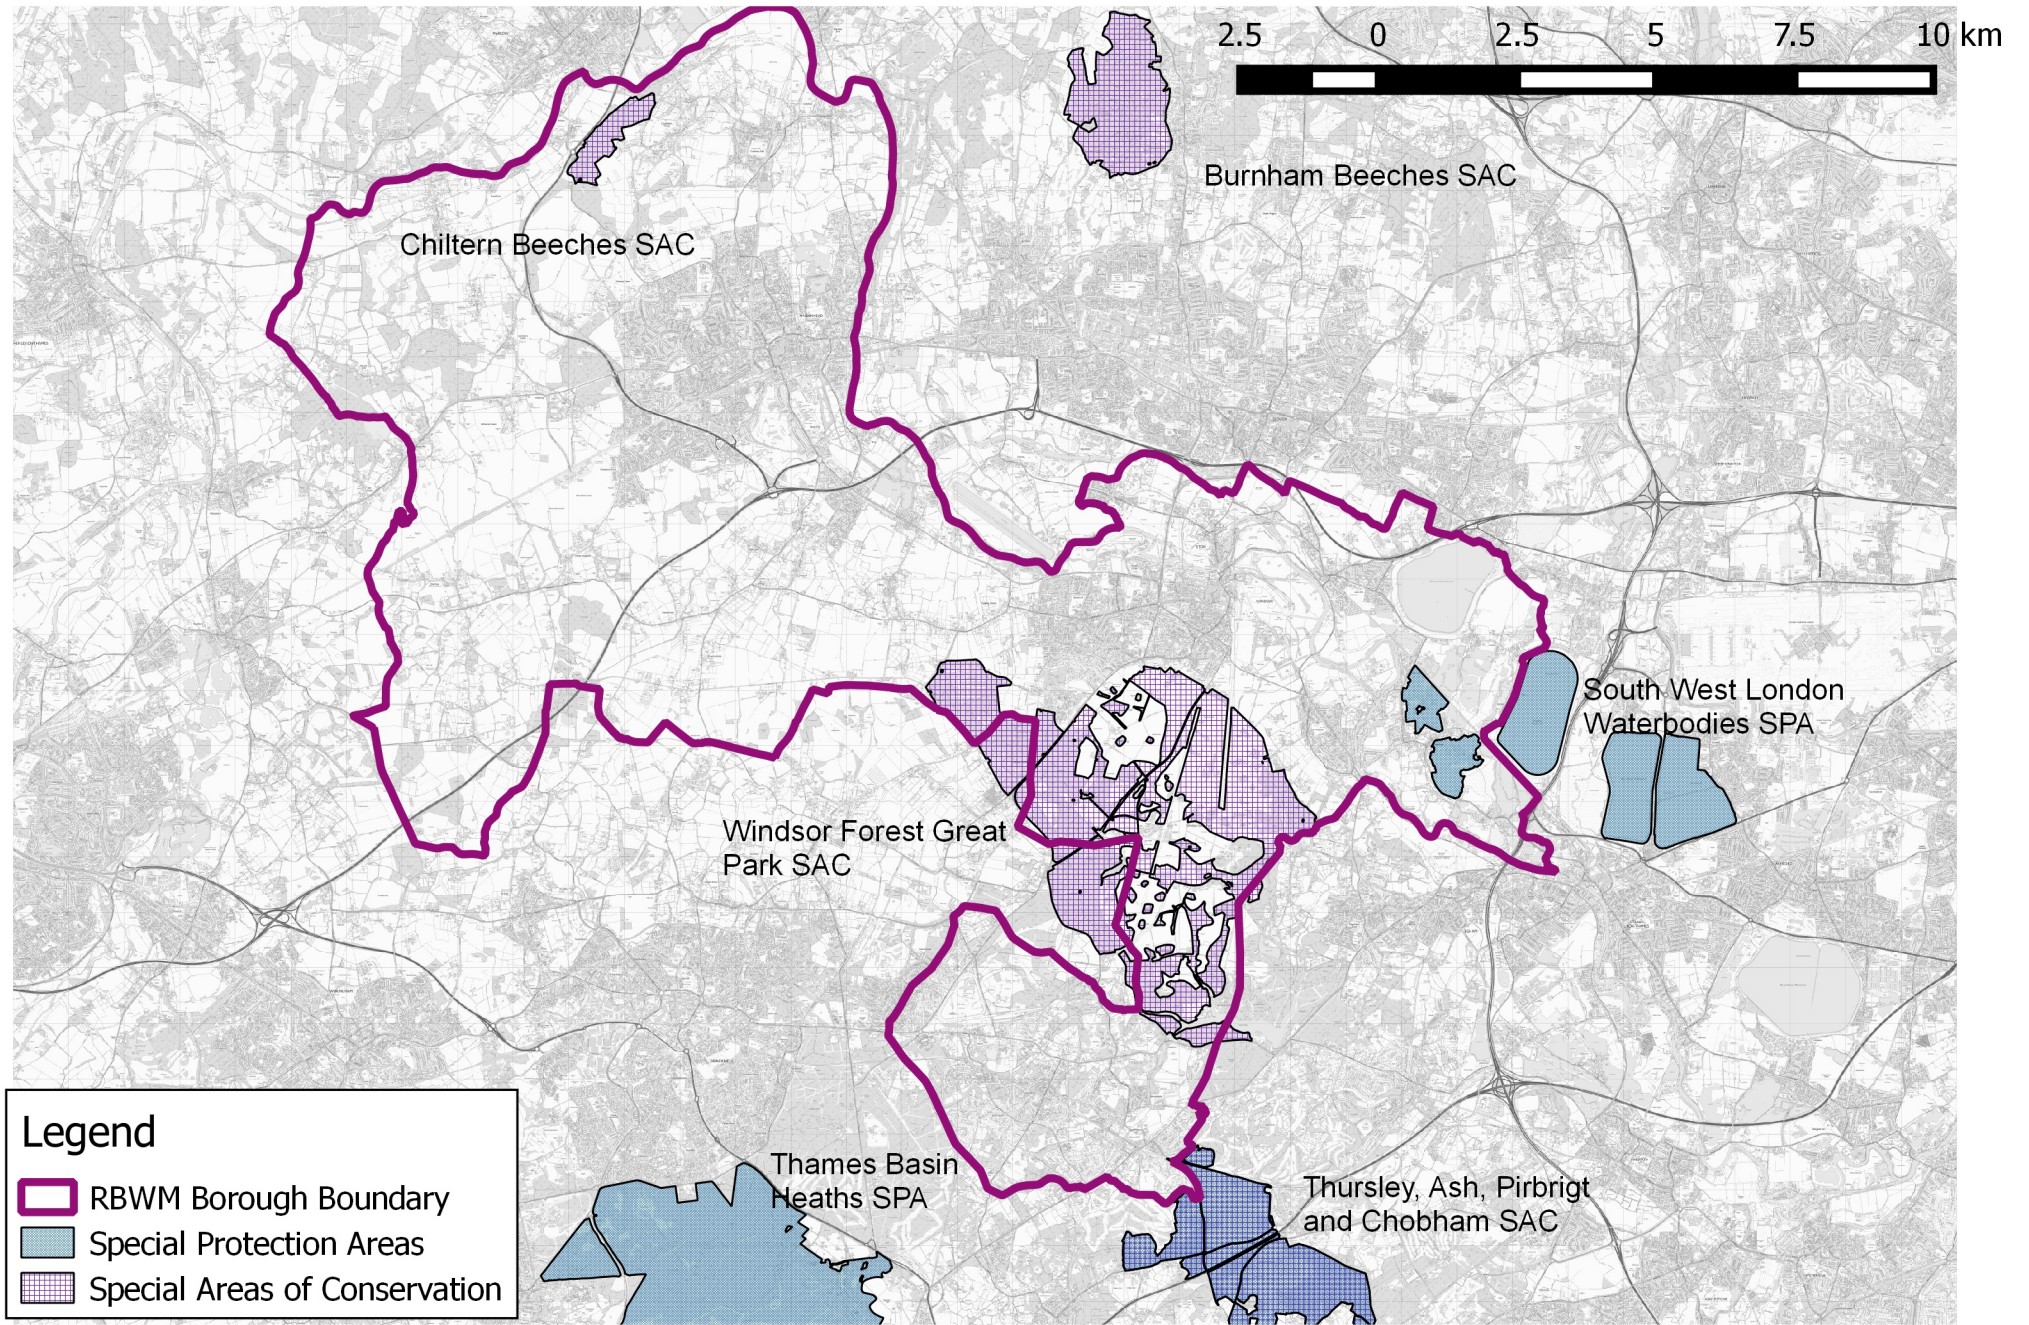 2.5 0 2.5 5 7.5 10 km
Burnham Beeches SAC
Chiltern Beeches SAC
South West London
Waterbodies SPA
Windsor Forest Great
Park SAC
Thames Basin
Heaths SPA
Thursley, Ash, Pirbrigt
and Chobham SAC
Legend
RBWM Borough Boundary
Special Protection Areas
Special Areas of Conservation